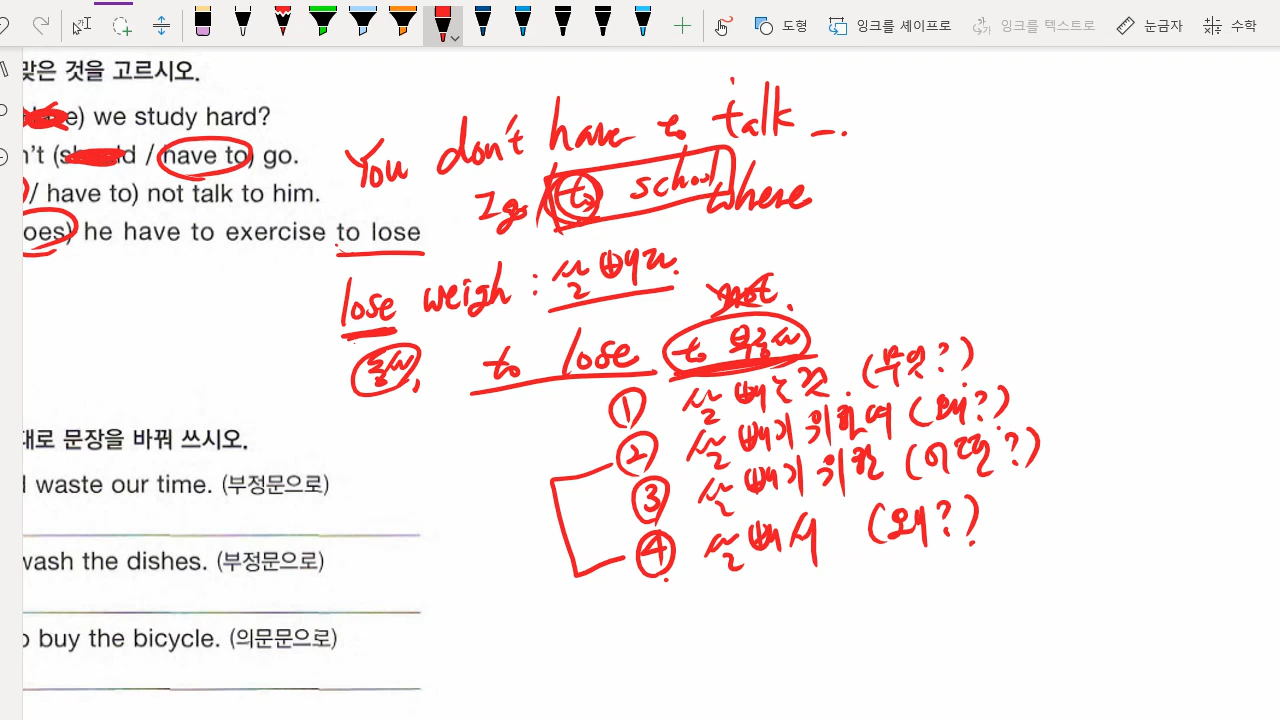 도형 잉크를 셰이프로 잉크를 텍스트로 눈금자 수학
맞은 것을 고르시오.
e) we study hard?
n't (should / have to) go.
/ have to) not talk to him.
oes) he have to exercise to lose
You don't have to talk ...
I go to school where
lose weigh : 살 빼다.
not.
동사, to lose to 부정사
① 살 빼는 것. (무엇?)
② 살 빼기 위하여 (왜?)
③ 살 빼기 위한 (어떤?)
④ 살 빼서 (왜?)
대로 문장을 바꿔 쓰시오.
waste our time. (부정문으로)
wash the dishes. (부정문으로)
o buy the bicycle. (의문문으로)